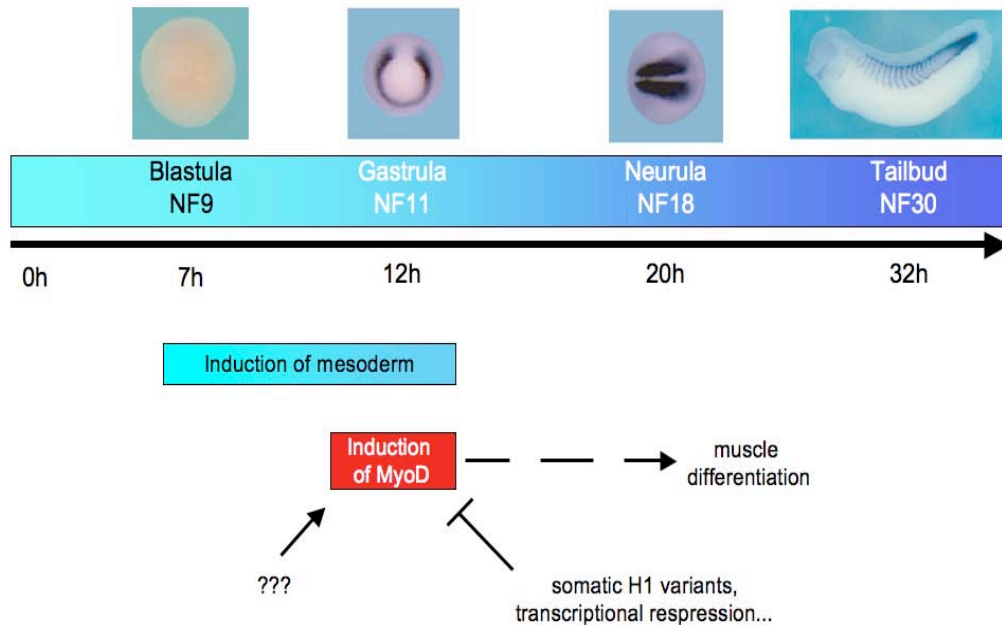 Blastula
NF9
Gastrula
NF11
Neurula
NF18
Tailbud
NF30
0h
7h
12h
20h
32h
Induction of mesoderm
Induction
of MyoD
muscle
differentiation
???
somatic H1 variants,
transcriptional respression...